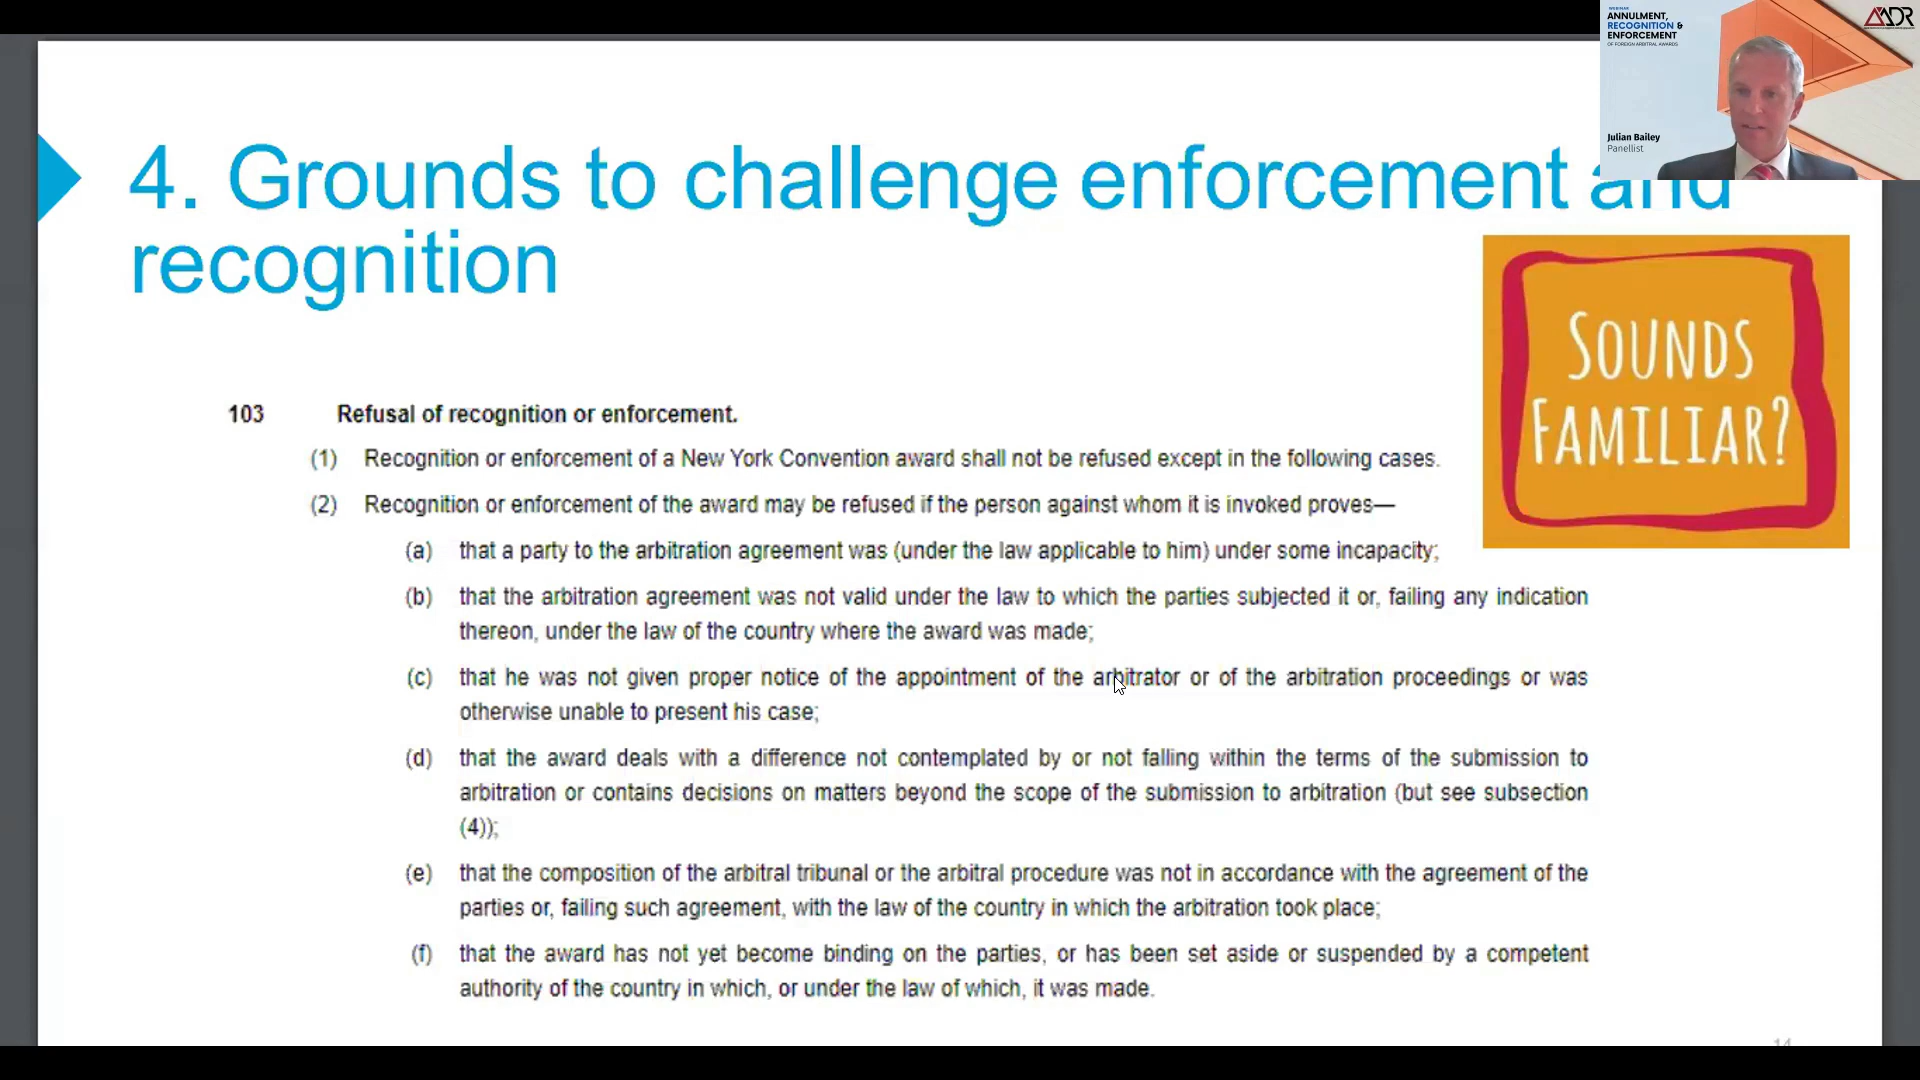 WEBINAR
ANNULMENT,
RECOGNITION &
ENFORCEMENT
OF FOREIGN ARBITRAL AWARDS
Julian Bailey
Panellist
4. Grounds to challenge enforcement and
recognition
SOUNDS
FAMILIAR?
103 Refusal of recognition or enforcement.
(1) Recognition or enforcement of a New York Convention award shall not be refused except in the following cases.
(2) Recognition or enforcement of the award may be refused if the person against whom it is invoked proves—
(a) that a party to the arbitration agreement was (under the law applicable to him) under some incapacity;
(b) that the arbitration agreement was not valid under the law to which the parties subjected it or, failing any indication
thereon, under the law of the country where the award was made;
(c) that he was not given proper notice of the appointment of the arbitrator or of the arbitration proceedings or was
otherwise unable to present his case;
(d) that the award deals with a difference not contemplated by or not falling within the terms of the submission to
arbitration or contains decisions on matters beyond the scope of the submission to arbitration (but see subsection
(4));
(e) that the composition of the arbitral tribunal or the arbitral procedure was not in accordance with the agreement of the
parties or, failing such agreement, with the law of the country in which the arbitration took place;
(f) that the award has not yet become binding on the parties, or has been set aside or suspended by a competent
authority of the country in which, or under the law of which, it was made.
14